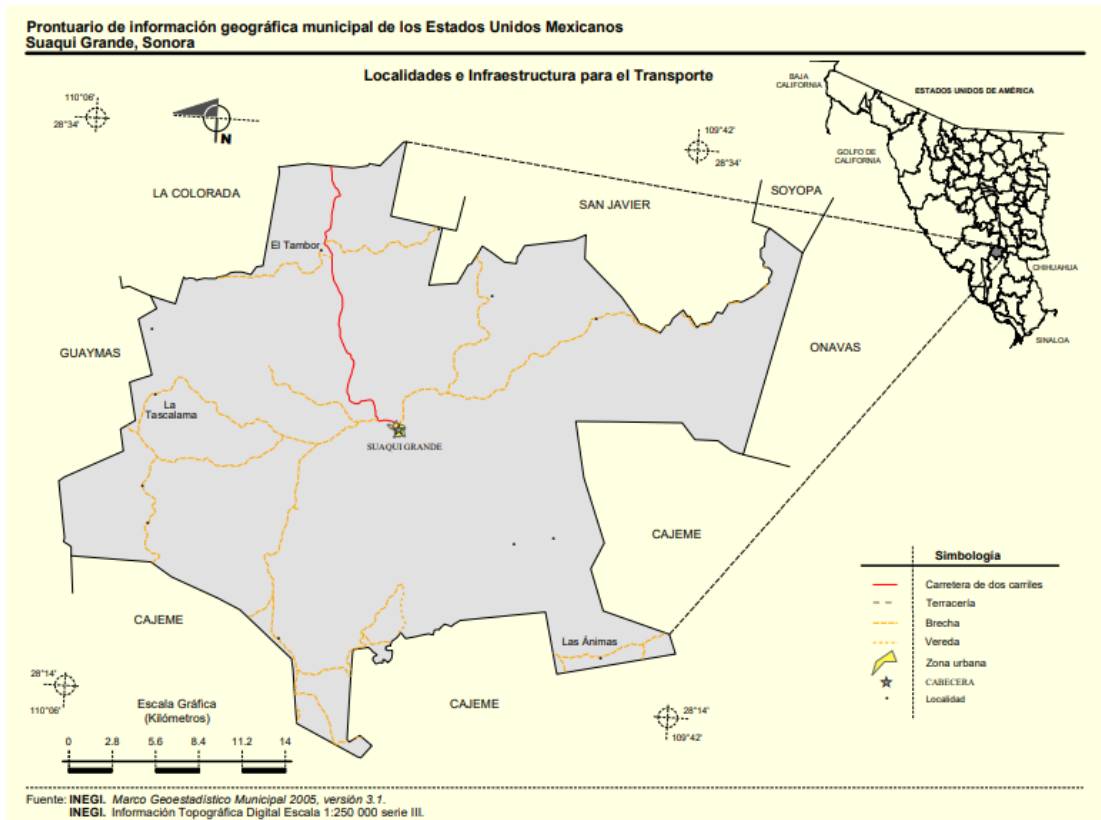 Prontuario de información geográfica municipal de los Estados Unidos Mexicanos
Suaqui Grande, Sonora
Localidades e Infraestructura para el Transporte
BAJA
CALIFORNIA
ESTADOS UNIDOS DE AMÉRICA
GOLFO DE
CALIFORNIA
CHIHUAHUA
SINALOA
110°06'
28°34'
N
109°42'
28°34'
LA COLORADA
SAN JAVIER
SOYOPA
El Tambor
GUAYMAS
ONAVAS
La
Tascalama
SUAQUI GRANDE
CAJEME
CAJEME
Las Ánimas
CAJEME
28°14'
110°06'
28°14'
109°42'
Escala Gráfica
(Kilómetros)
0 2.8 5.6 8.4 11.2 14
Simbología
Carretera de dos carriles
Terracería
Brecha
Vereda
Zona urbana
CABECERA
Localidad
Fuente: INEGI. Marco Geoestadístico Municipal 2005, versión 3.1.
INEGI. Información Topográfica Digital Escala 1:250 000 serie III.